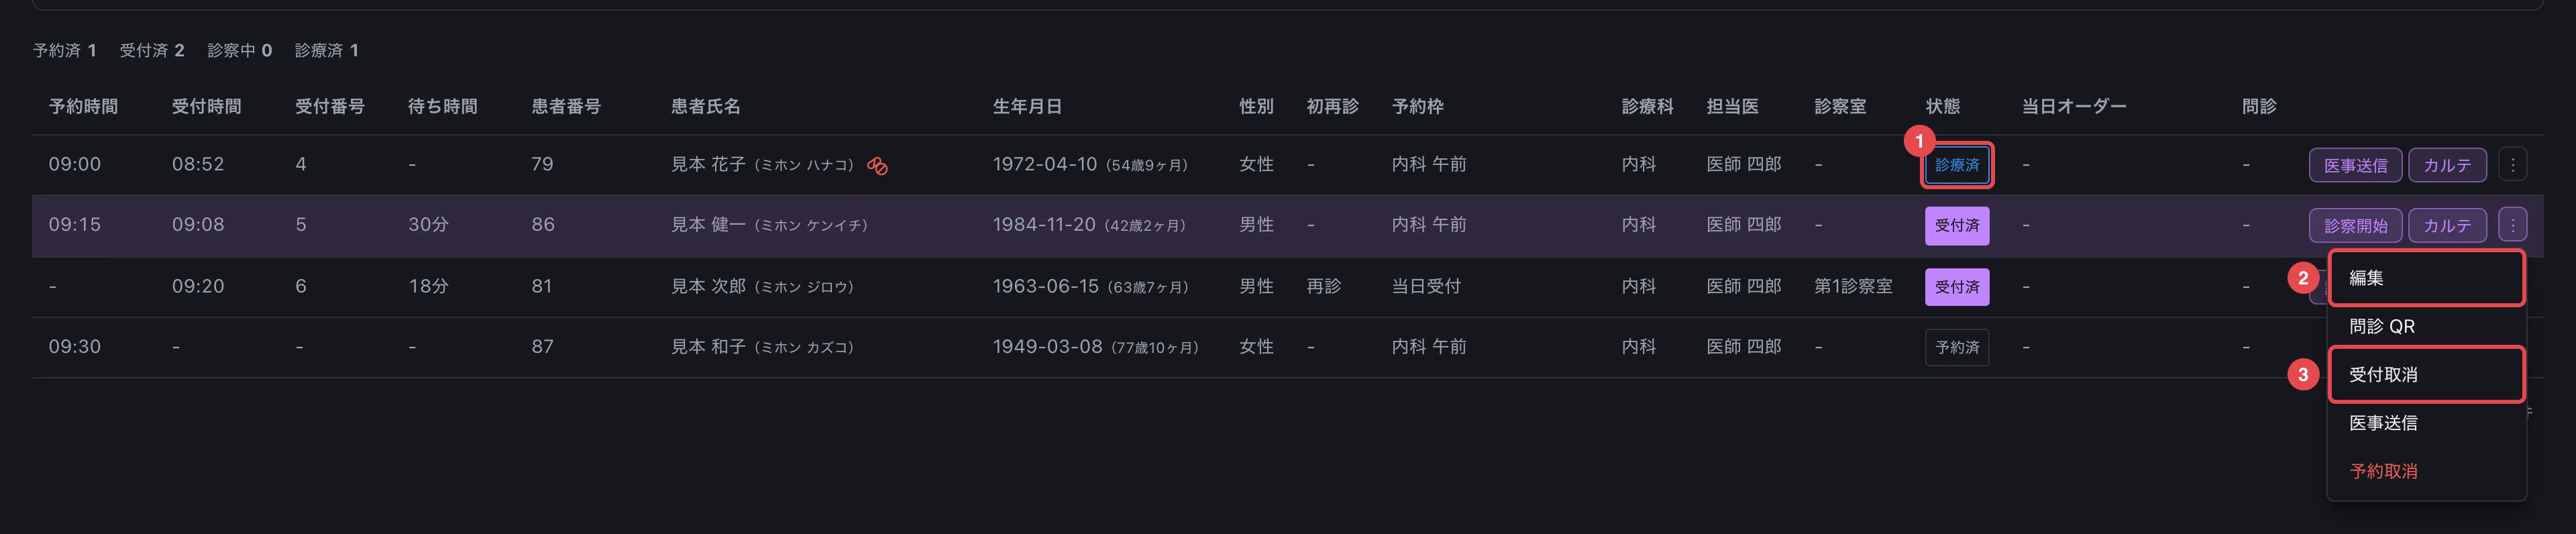 予約済 1 受付済 2 診察中 0 診療済 1
予約時間 受付時間 受付番号 待ち時間 患者番号 患者氏名 生年月日 性別 初再診 予約枠 診療科 担当医 診察室 状態 当日オーダー 問診
1
09:00 08:52 4 - 79 見本 花子（ミホン ハナコ） 1972-04-10（54歳9ヶ月） 女性 - 内科 午前 内科 医師 四郎 - 診療済 - - 医事送信 カルテ ⋮
09:15 09:08 5 30分 86 見本 健一（ミホン ケンイチ） 1984-11-20（42歳2ヶ月） 男性 - 内科 午前 内科 医師 四郎 - 受付済 - - 診察開始 カルテ ⋮
- 09:20 6 18分 81 見本 次郎（ミホン ジロウ） 1963-06-15（63歳7ヶ月） 男性 再診 当日受付 内科 医師 四郎 第1診察室 受付済 - -
09:30 - - - 87 見本 和子（ミホン カズコ） 1949-03-08（77歳10ヶ月） 女性 - 内科 午前 内科 医師 四郎 - 予約済 - -
2 編集
問診 QR
3 受付取消
医事送信
予約取消